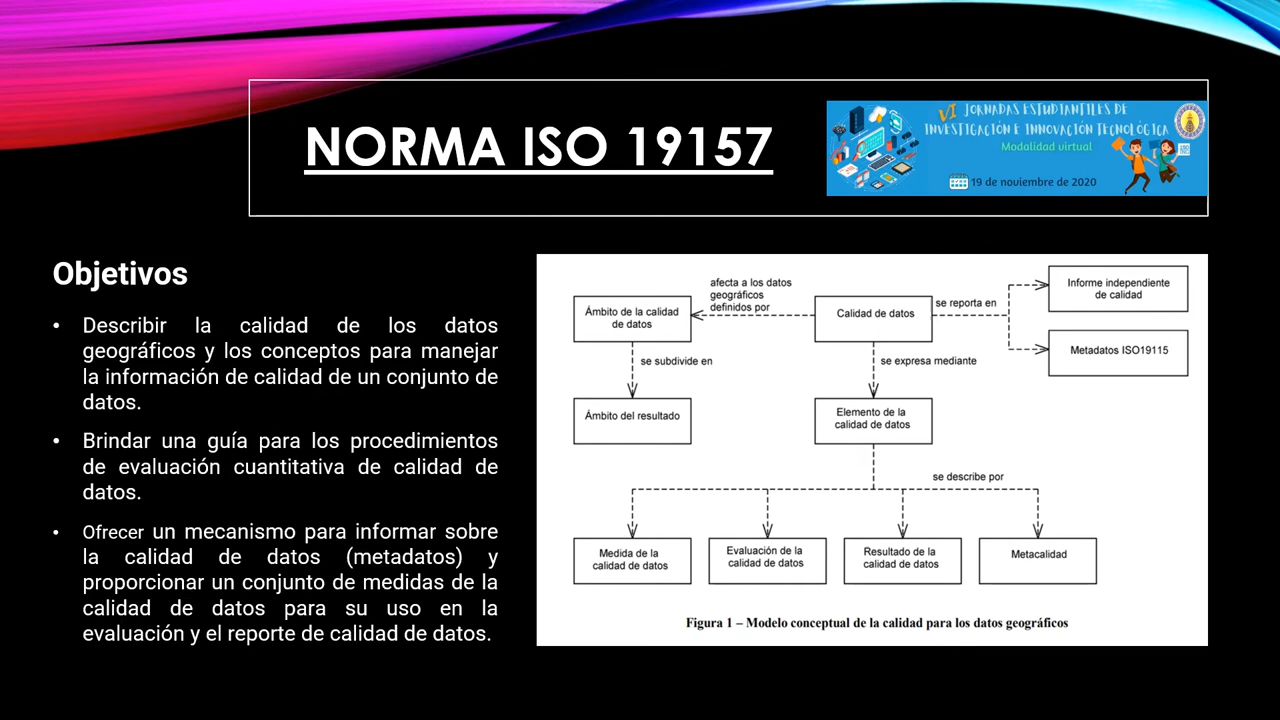 NORMA ISO 19157
VI JORNADAS ESTUDIANTILES DE
INVESTIGACIÓN E INNOVACIÓN TECNOLÓGICA
Modalidad virtual
19 de noviembre de 2020
Objetivos
• Describir la calidad de los datos
geográficos y los conceptos para manejar
la información de calidad de un conjunto de
datos.
• Brindar una guía para los procedimientos
de evaluación cuantitativa de calidad de
datos.
• Ofrecer un mecanismo para informar sobre
la calidad de datos (metadatos) y
proporcionar un conjunto de medidas de la
calidad de datos para su uso en la
evaluación y el reporte de calidad de datos.
afecta a los datos
geográficos
definidos por
Ámbito de la calidad
de datos
Calidad de datos
se reporta en
Informe independiente
de calidad
Metadatos ISO19115
se subdivide en
se expresa mediante
Ámbito del resultado
Elemento de la
calidad de datos
se describe por
Medida de la
calidad de datos
Evaluación de la
calidad de datos
Resultado de la
calidad de datos
Metacalidad
Figura 1 – Modelo conceptual de la calidad para los datos geográficos